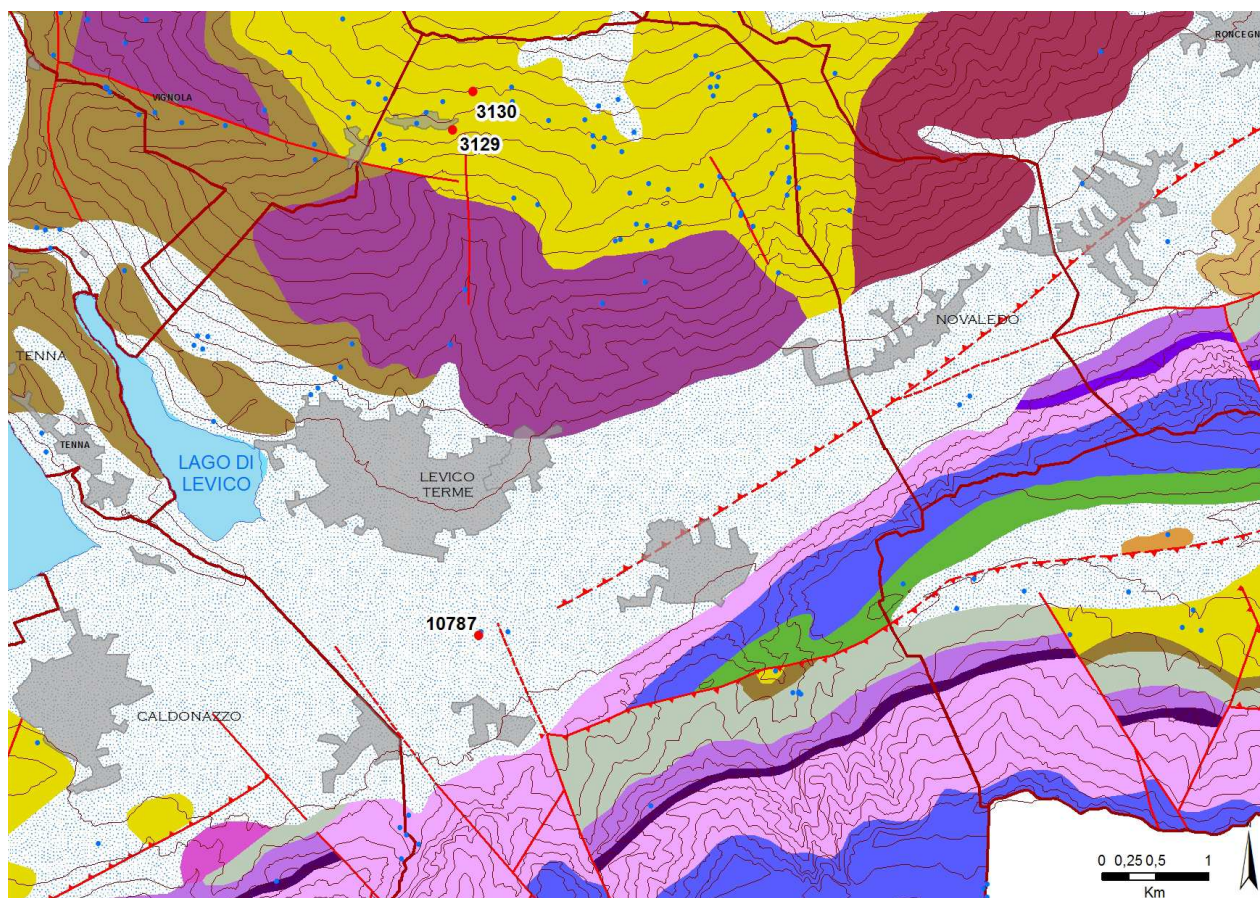 RONCEGN
VIGNOLA
3130
3129
NOVALEDO
TENNA
TENNA
LAGO DI
LEVICO
LEVICO
TERME
10787
CALDONAZZO
0 0,25 0,5 1
Km